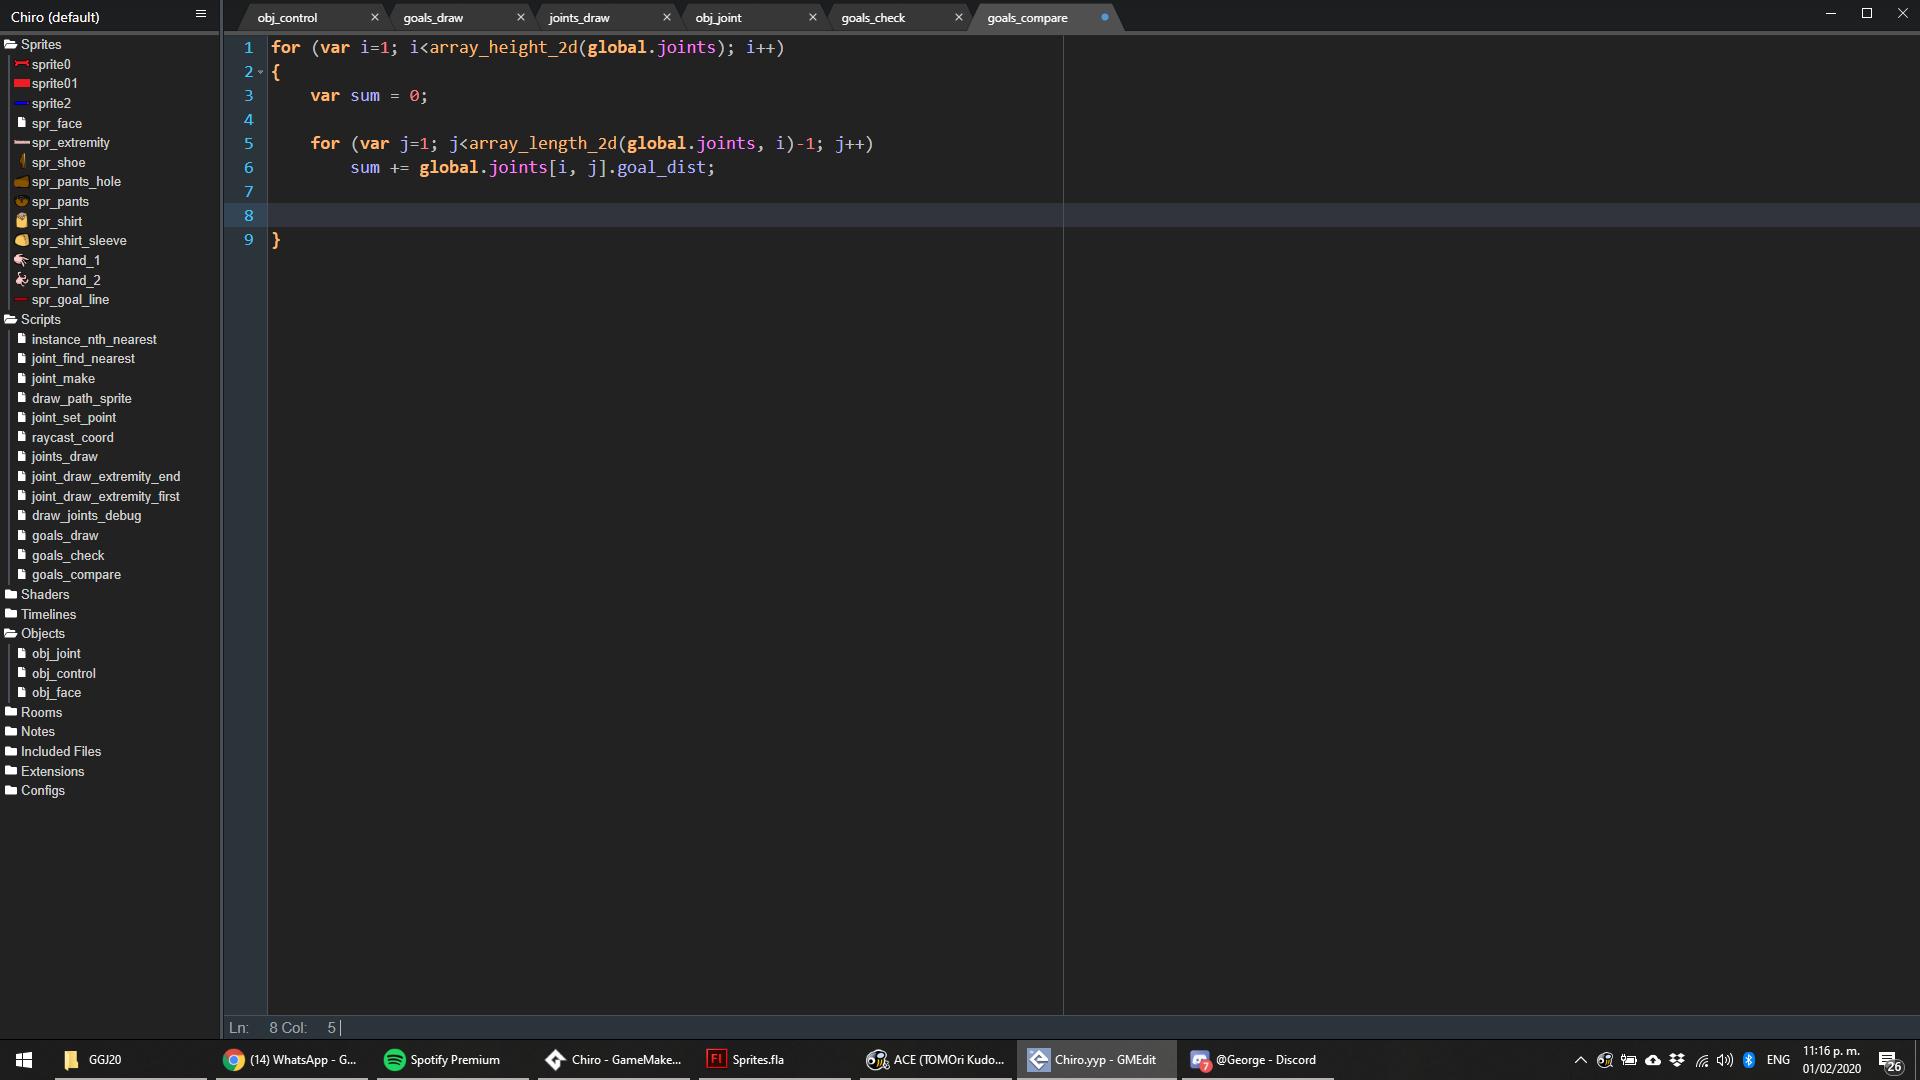 Chiro (default)
obj_control
goals_draw
joints_draw
obj_joint
goals_check
goals_compare
Sprites
sprite0
sprite01
sprite2
spr_face
spr_extremity
spr_shoe
spr_pants_hole
spr_pants
spr_shirt
spr_shirt_sleeve
spr_hand_1
spr_hand_2
spr_goal_line
Scripts
instance_nth_nearest
joint_find_nearest
joint_make
draw_path_sprite
joint_set_point
raycast_coord
joints_draw
joint_draw_extremity_end
joint_draw_extremity_first
draw_joints_debug
goals_draw
goals_check
goals_compare
Shaders
Timelines
Objects
obj_joint
obj_control
obj_face
Rooms
Notes
Included Files
Extensions
Configs
1 for (var i=1; i<array_height_2d(global.joints); i++)
2 {
3 var sum = 0;
4
5 for (var j=1; j<array_length_2d(global.joints, i)-1; j++)
6 sum += global.joints[i, j].goal_dist;
7
8
9 }
Ln: 8 Col: 5
GGJ20
(14) WhatsApp - G...
Spotify Premium
Chiro - GameMake...
Fl Sprites.fla
ACE (TOMOri Kudo...
Chiro.yyp - GMEdit
7 @George - Discord
ENG
11:16 p. m.
01/02/2020
26